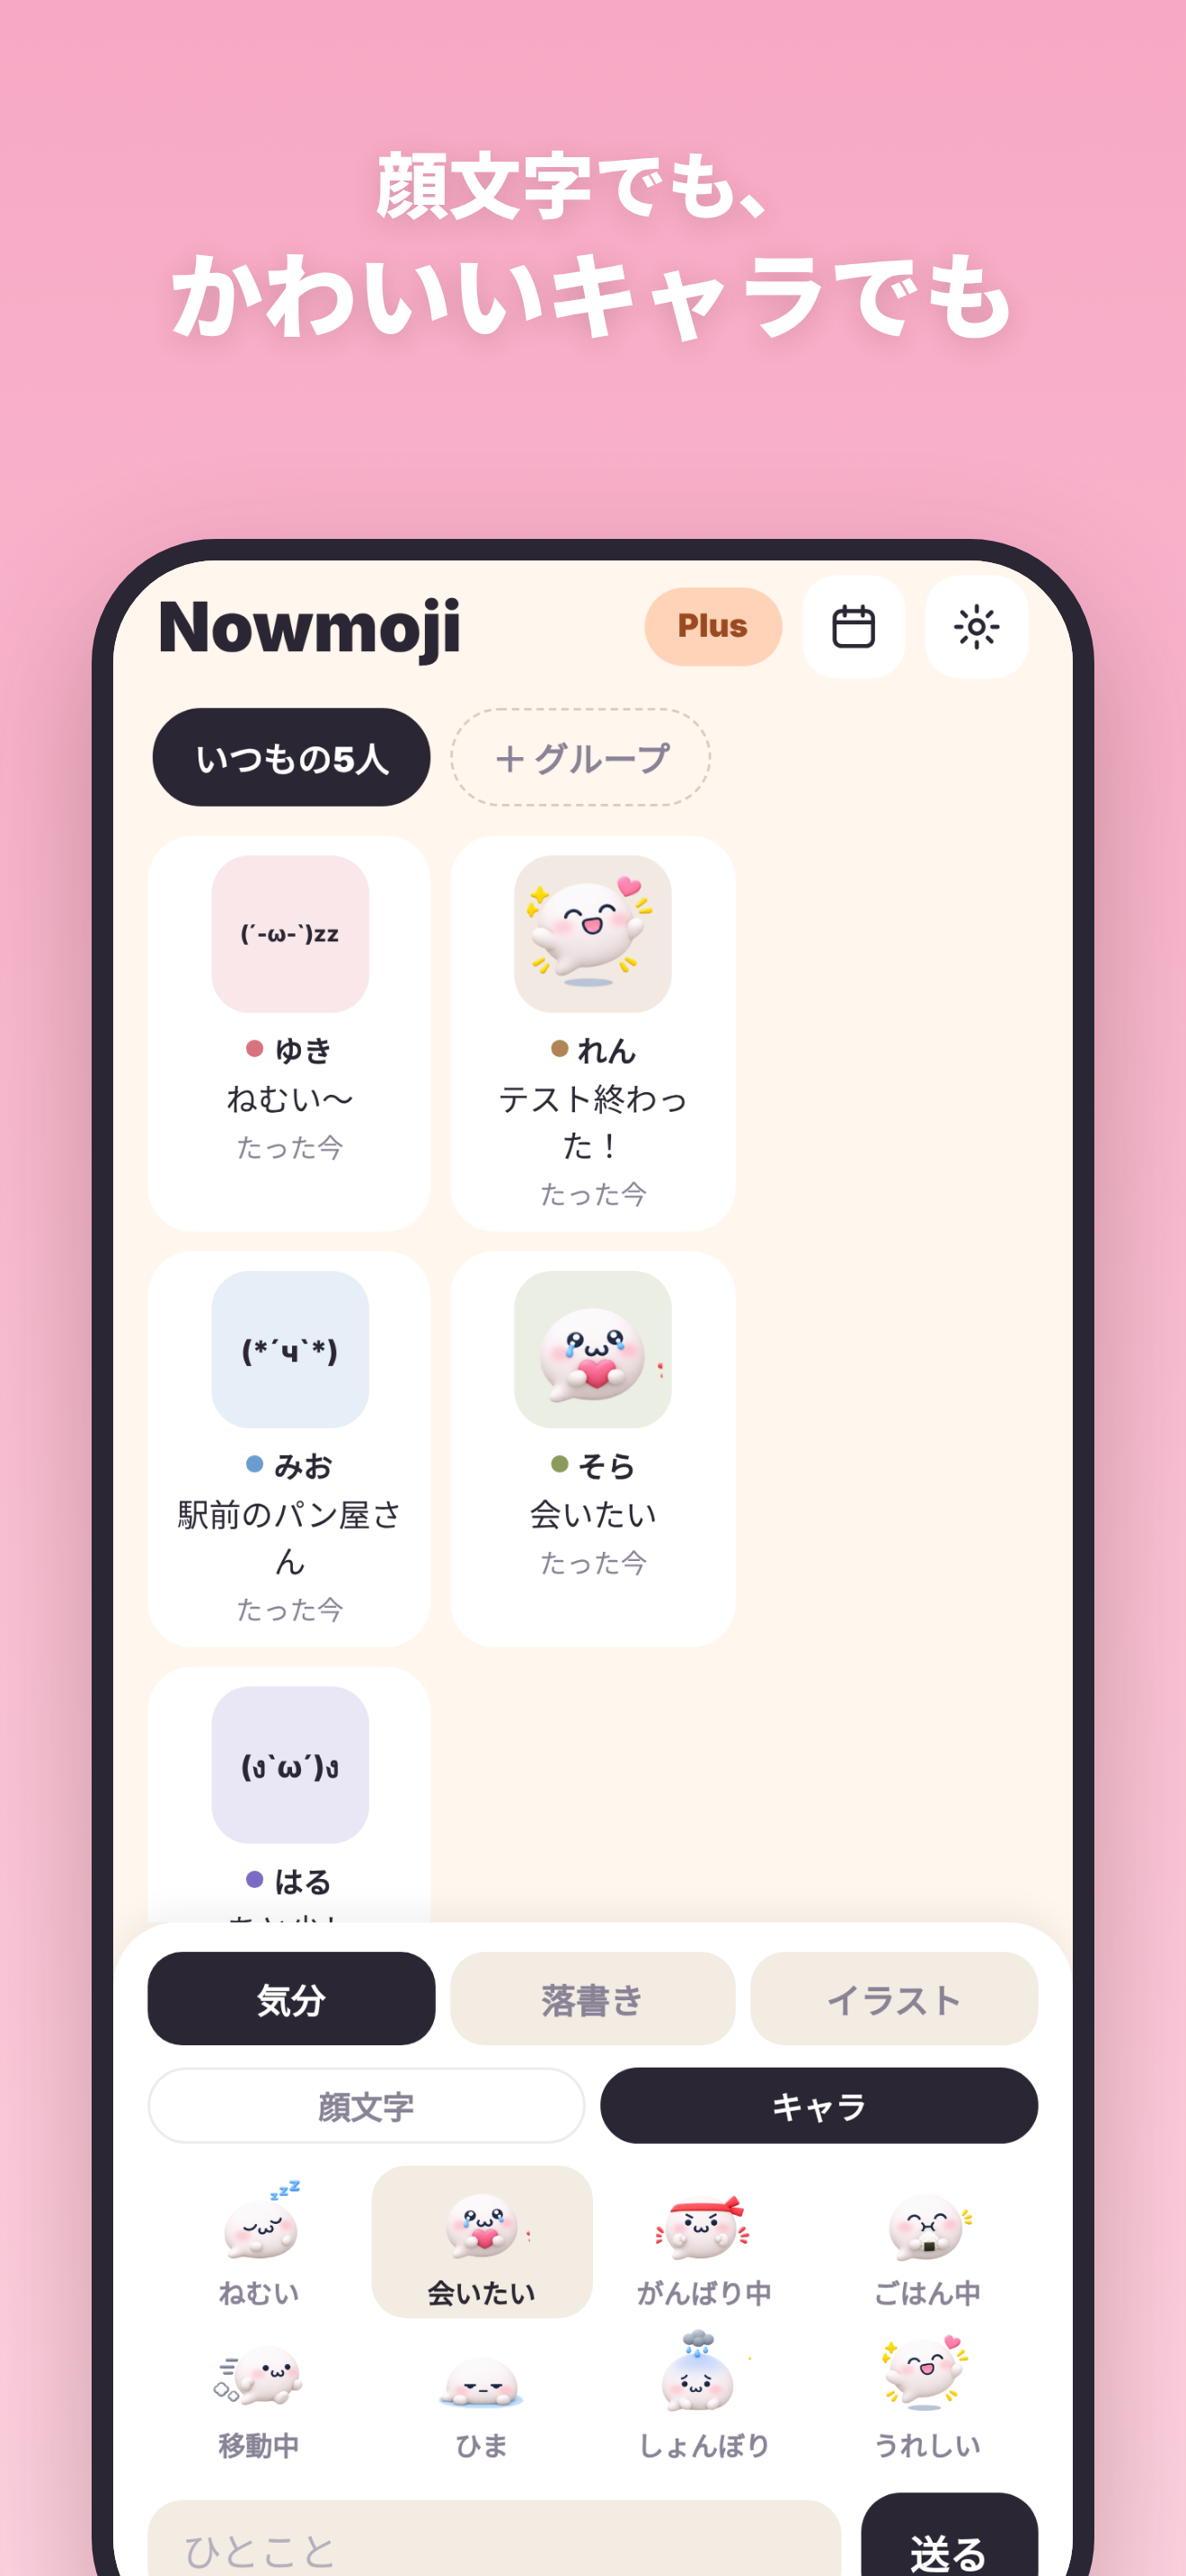 顔文字でも、
かわいいキャラでも
Nowmoji
Plus
いつもの5人
＋ グループ
(´-ω-`)zz
ゆき
ねむい〜
たった今
れん
テスト終わっ
た！
たった今
(*´ч`*)
みお
駅前のパン屋さ
ん
たった今
そら
会いたい
たった今
(ง`ω´)ง
はる
気分
落書き
イラスト
顔文字
キャラ
zzz
ねむい
会いたい
がんばり中
ごはん中
移動中
ひま
しょんぼり
うれしい
ひとこと
送る